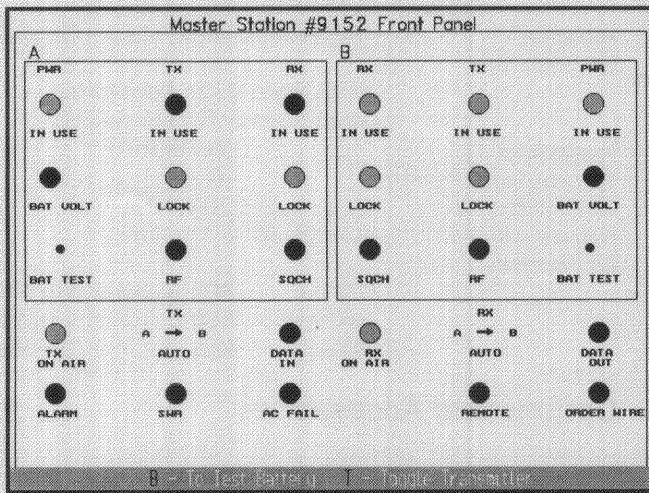 Master Station #9152 Front Panel
A B
PWR TX RX RX TX PWR
IN USE IN USE IN USE IN USE IN USE IN USE
BAT VOLT LOCK LOCK LOCK LOCK BAT VOLT
BAT TEST RF SQCH SQCH RF BAT TEST
TX RX
A → B A → B
TX ON AIR AUTO DATA IN RX ON AIR AUTO DATA OUT
ALARM SWR AC FAIL REMOTE ORDER WIRE
B - To Test Battery T - Toggle Transmitter